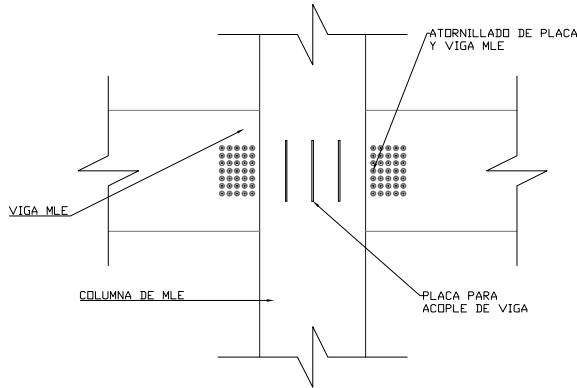 ATORNILLADO DE PLACA
Y VIGA MLE
VIGA MLE
COLUMNA DE MLE
PLACA PARA
ACOPLE DE VIGA